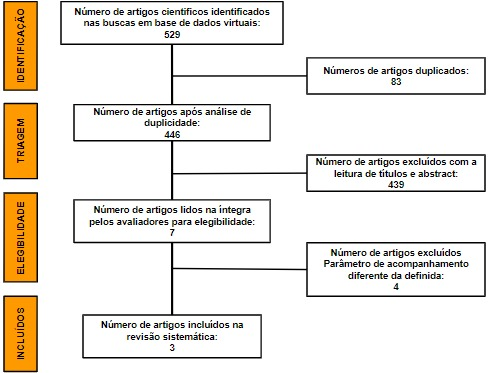 IDENTIFICAÇÃO
Número de artigos científicos identificados
nas buscas em base de dados virtuais:
529
Números de artigos duplicados:
83
TRIAGEM
Número de artigos após análise de
duplicidade:
446
Número de artigos excluídos com a
leitura de títulos e abstract:
439
ELEGIBILIDADE
Número de artigos lidos na íntegra
pelos avaliadores para elegibilidade:
7
Número de artigos excluídos
Parâmetro de acompanhamento
diferente da definida:
4
INCLUÍDOS
Número de artigos incluídos na
revisão sistemática:
3